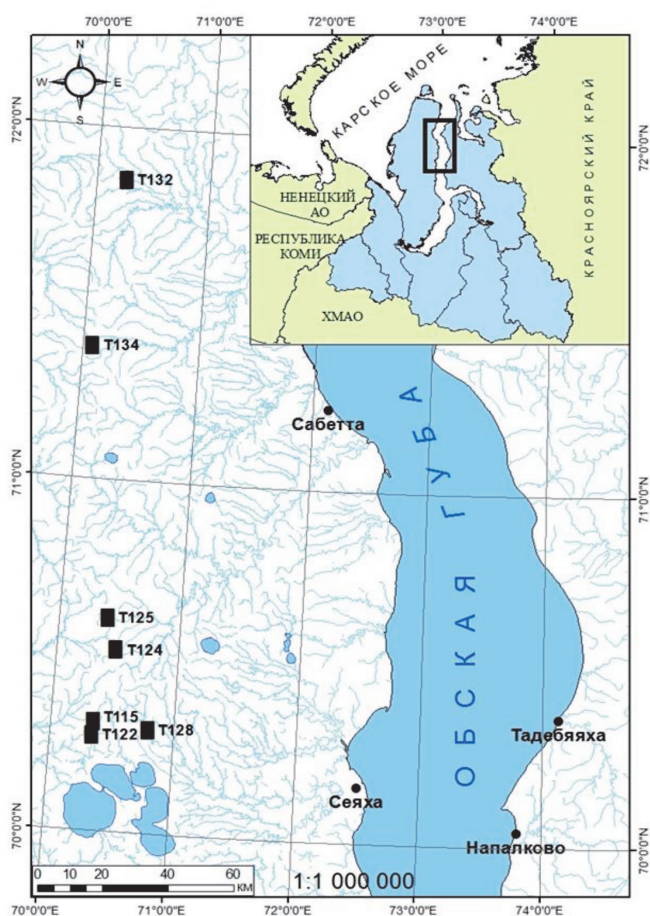 70°0'0"E 71°0'0"E 72°0'0"E 73°0'0"E 74°0'0"E
N
W E
S
72°0'0"N
72°0'0"N
КАРСКОЕ МОРЕ
КРАСНОЯРСКИЙ КРАЙ
НЕНЕЦКИЙ
АО
РЕСПУБЛИКА
КОМИ
ХМАО
T132
T134
Сабетта
71°0'0"N
71°0'0"N
ОБСКАЯ ГУБА
T125
T124
T115
T122
T128
Тадебяяха
Сеяха
Напалково
70°0'0"N
70°0'0"N
0 10 20 40 60
КМ
1:1 000 000
70°0'0"E 71°0'0"E 72°0'0"E 73°0'0"E 74°0'0"E